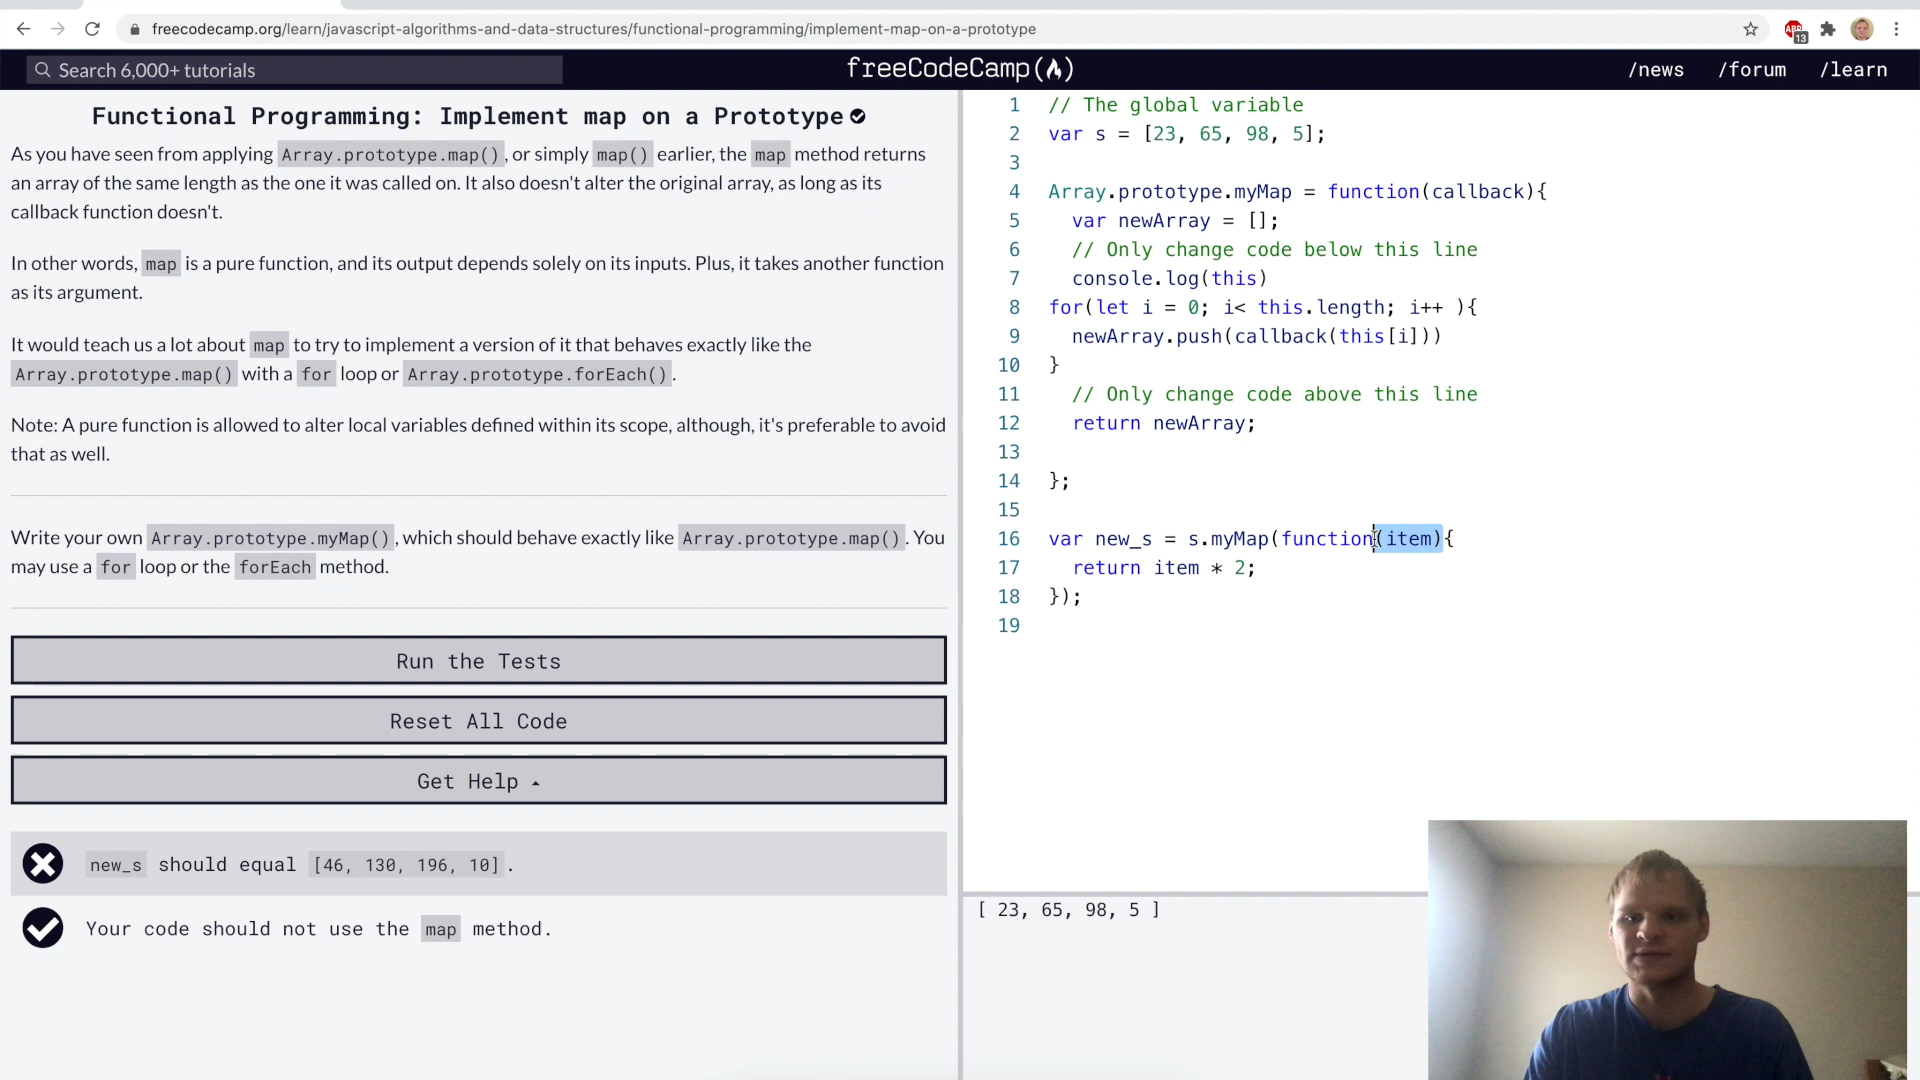 freecodecamp.org/learn/javascript-algorithms-and-data-structures/functional-programming/implement-map-on-a-prototype
ABP
13
Search 6,000+ tutorials
freeCodeCamp
/news
/forum
/learn
Functional Programming: Implement map on a Prototype
As you have seen from applying Array.prototype.map(), or simply map() earlier, the map method returns
an array of the same length as the one it was called on. It also doesn't alter the original array, as long as its
callback function doesn't.
In other words, map is a pure function, and its output depends solely on its inputs. Plus, it takes another function
as its argument.
It would teach us a lot about map to try to implement a version of it that behaves exactly like the
Array.prototype.map() with a for loop or Array.prototype.forEach().
Note: A pure function is allowed to alter local variables defined within its scope, although, it's preferable to avoid
that as well.
Write your own Array.prototype.myMap(), which should behave exactly like Array.prototype.map(). You
may use a for loop or the forEach method.
Run the Tests
Reset All Code
Get Help
new_s should equal [46, 130, 196, 10].
Your code should not use the map method.
1 // The global variable
2 var s = [23, 65, 98, 5];
3
4 Array.prototype.myMap = function(callback){
5 var newArray = [];
6 // Only change code below this line
7 console.log(this)
8 for(let i = 0; i< this.length; i++ ){
9 newArray.push(callback(this[i]))
10 }
11 // Only change code above this line
12 return newArray;
13
14 };
15
16 var new_s = s.myMap(function(item){
17 return item * 2;
18 });
19
[ 23, 65, 98, 5 ]